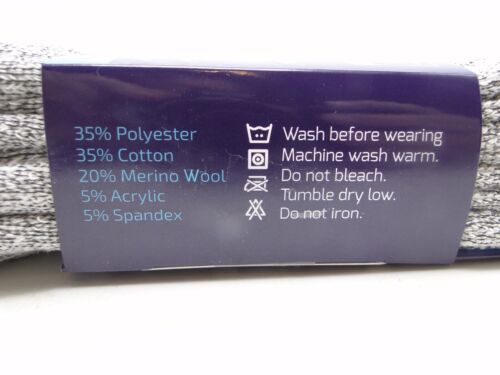 35% Polyester
35% Cotton
20% Merino Wool
5% Acrylic
5% Spandex
Wash before wearing
Machine wash warm.
Do not bleach.
Tumble dry low.
Do not iron.